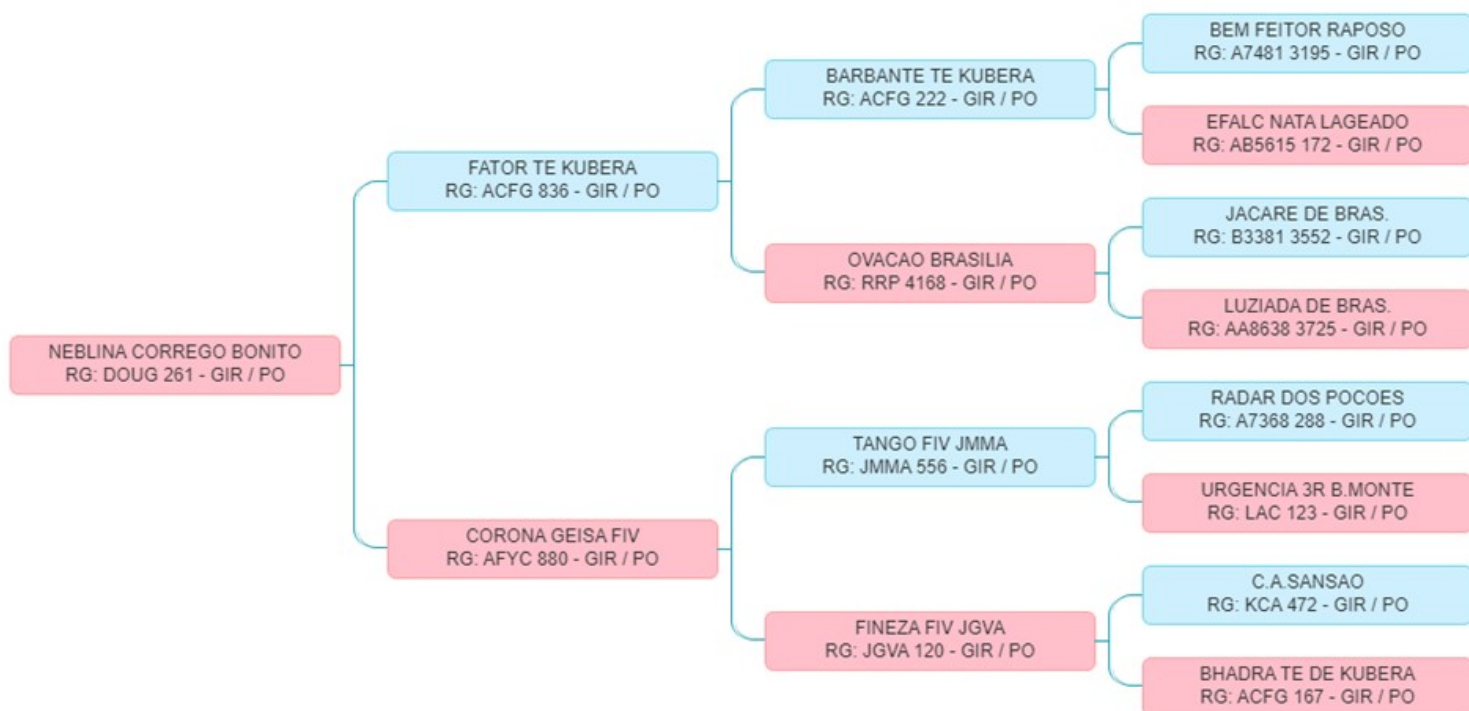 BEM FEITOR RAPOSO
RG: A7481 3195 - GIR / PO
BARBANTE TE KUBERA
RG: ACFG 222 - GIR / PO
EFALC NATA LAGEADO
RG: AB5615 172 - GIR / PO
FATOR TE KUBERA
RG: ACFG 836 - GIR / PO
JACARE DE BRAS.
RG: B3381 3552 - GIR / PO
OVACAO BRASILIA
RG: RRP 4168 - GIR / PO
LUZIADA DE BRAS.
RG: AA8638 3725 - GIR / PO
NEBLINA CORREGO BONITO
RG: DOUG 261 - GIR / PO
RADAR DOS POCOES
RG: A7368 288 - GIR / PO
TANGO FIV JMMA
RG: JMMA 556 - GIR / PO
URGENCIA 3R B.MONTE
RG: LAC 123 - GIR / PO
CORONA GEISA FIV
RG: AFYC 880 - GIR / PO
C.A.SANSAO
RG: KCA 472 - GIR / PO
FINEZA FIV JGVA
RG: JGVA 120 - GIR / PO
BHADRA TE DE KUBERA
RG: ACFG 167 - GIR / PO